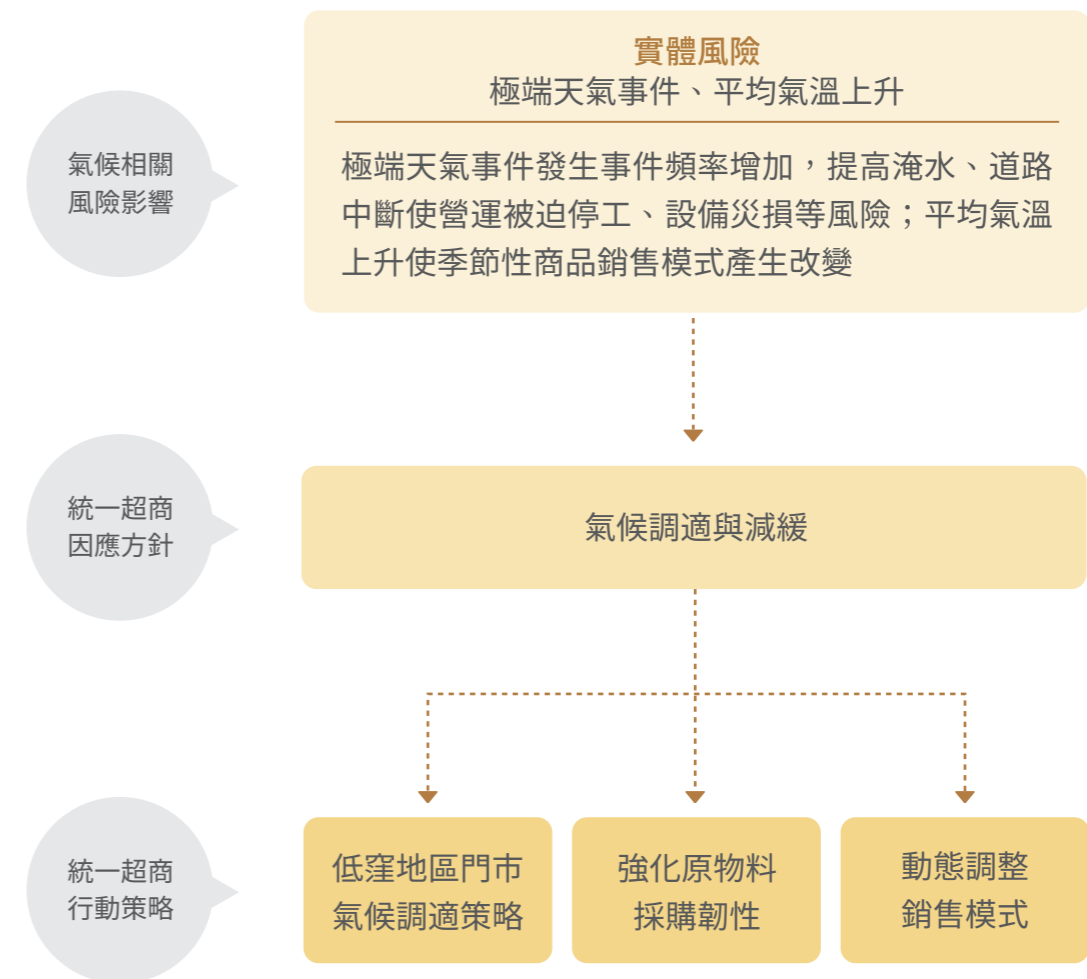 氣候相關
風險影響
實體風險
極端天氣事件、平均氣溫上升
極端天氣事件發生事件頻率增加，提高淹水、道路
中斷使營運被迫停工、設備災損等風險；平均氣溫
上升使季節性商品銷售模式產生改變
統一超商
因應方針
氣候調適與減緩
統一超商
行動策略
低窪地區門市
氣候調適策略
強化原物料
採購韌性
動態調整
銷售模式